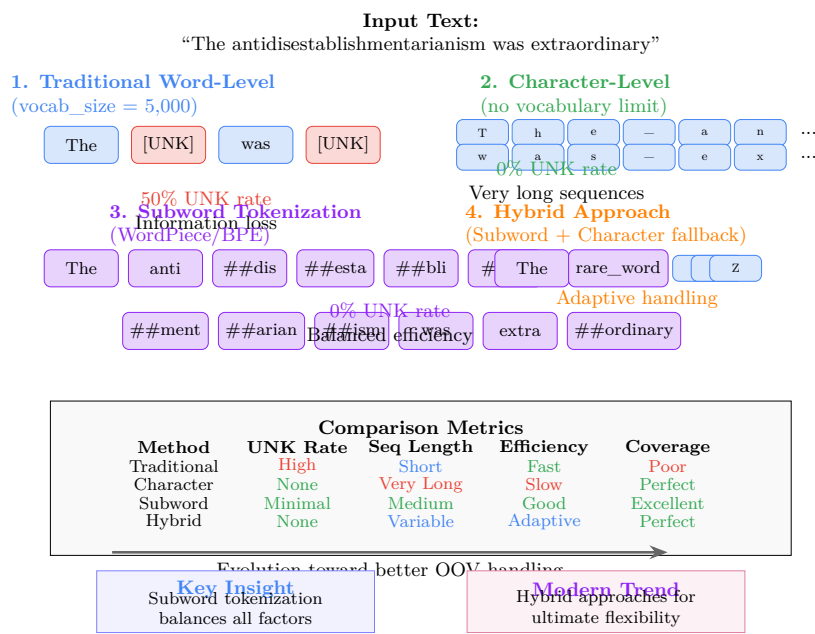 Input Text:
“The antidisestablishmentarianism was extraordinary”
1. Traditional Word-Level
(vocab_size = 5,000)
The [UNK] was [UNK]
50% UNK rate
Information loss
2. Character-Level
(no vocabulary limit)
T h e — a n ...
w a s — e x ...
0% UNK rate
Very long sequences
3. Subword Tokenization
(WordPiece/BPE)
The anti ##dis ##esta ##bli
##ment ##arian ##ism was extra ##ordinary
0% UNK rate
Balanced efficiency
4. Hybrid Approach
(Subword + Character fallback)
The rare_word z
Adaptive handling
Comparison Metrics
Method UNK Rate Seq Length Efficiency Coverage
Traditional High Short Fast Poor
Character None Very Long Slow Perfect
Subword Minimal Medium Good Excellent
Hybrid None Variable Adaptive Perfect
Evolution toward better OOV handling
Key Insight
Subword tokenization
balances all factors
Modern Trend
Hybrid approaches for
ultimate flexibility